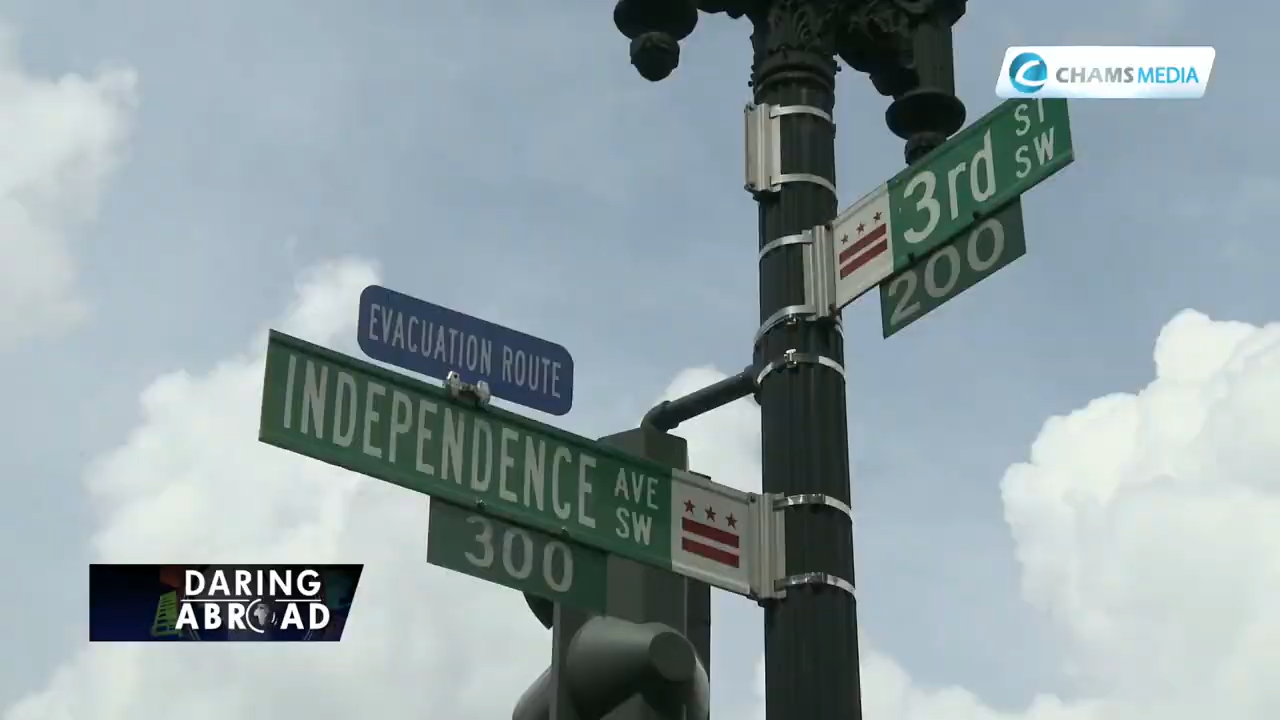 CHAMS MEDIA
3rd ST SW
200
EVACUATION ROUTE
INDEPENDENCE AVE SW
300
DARING
ABROAD